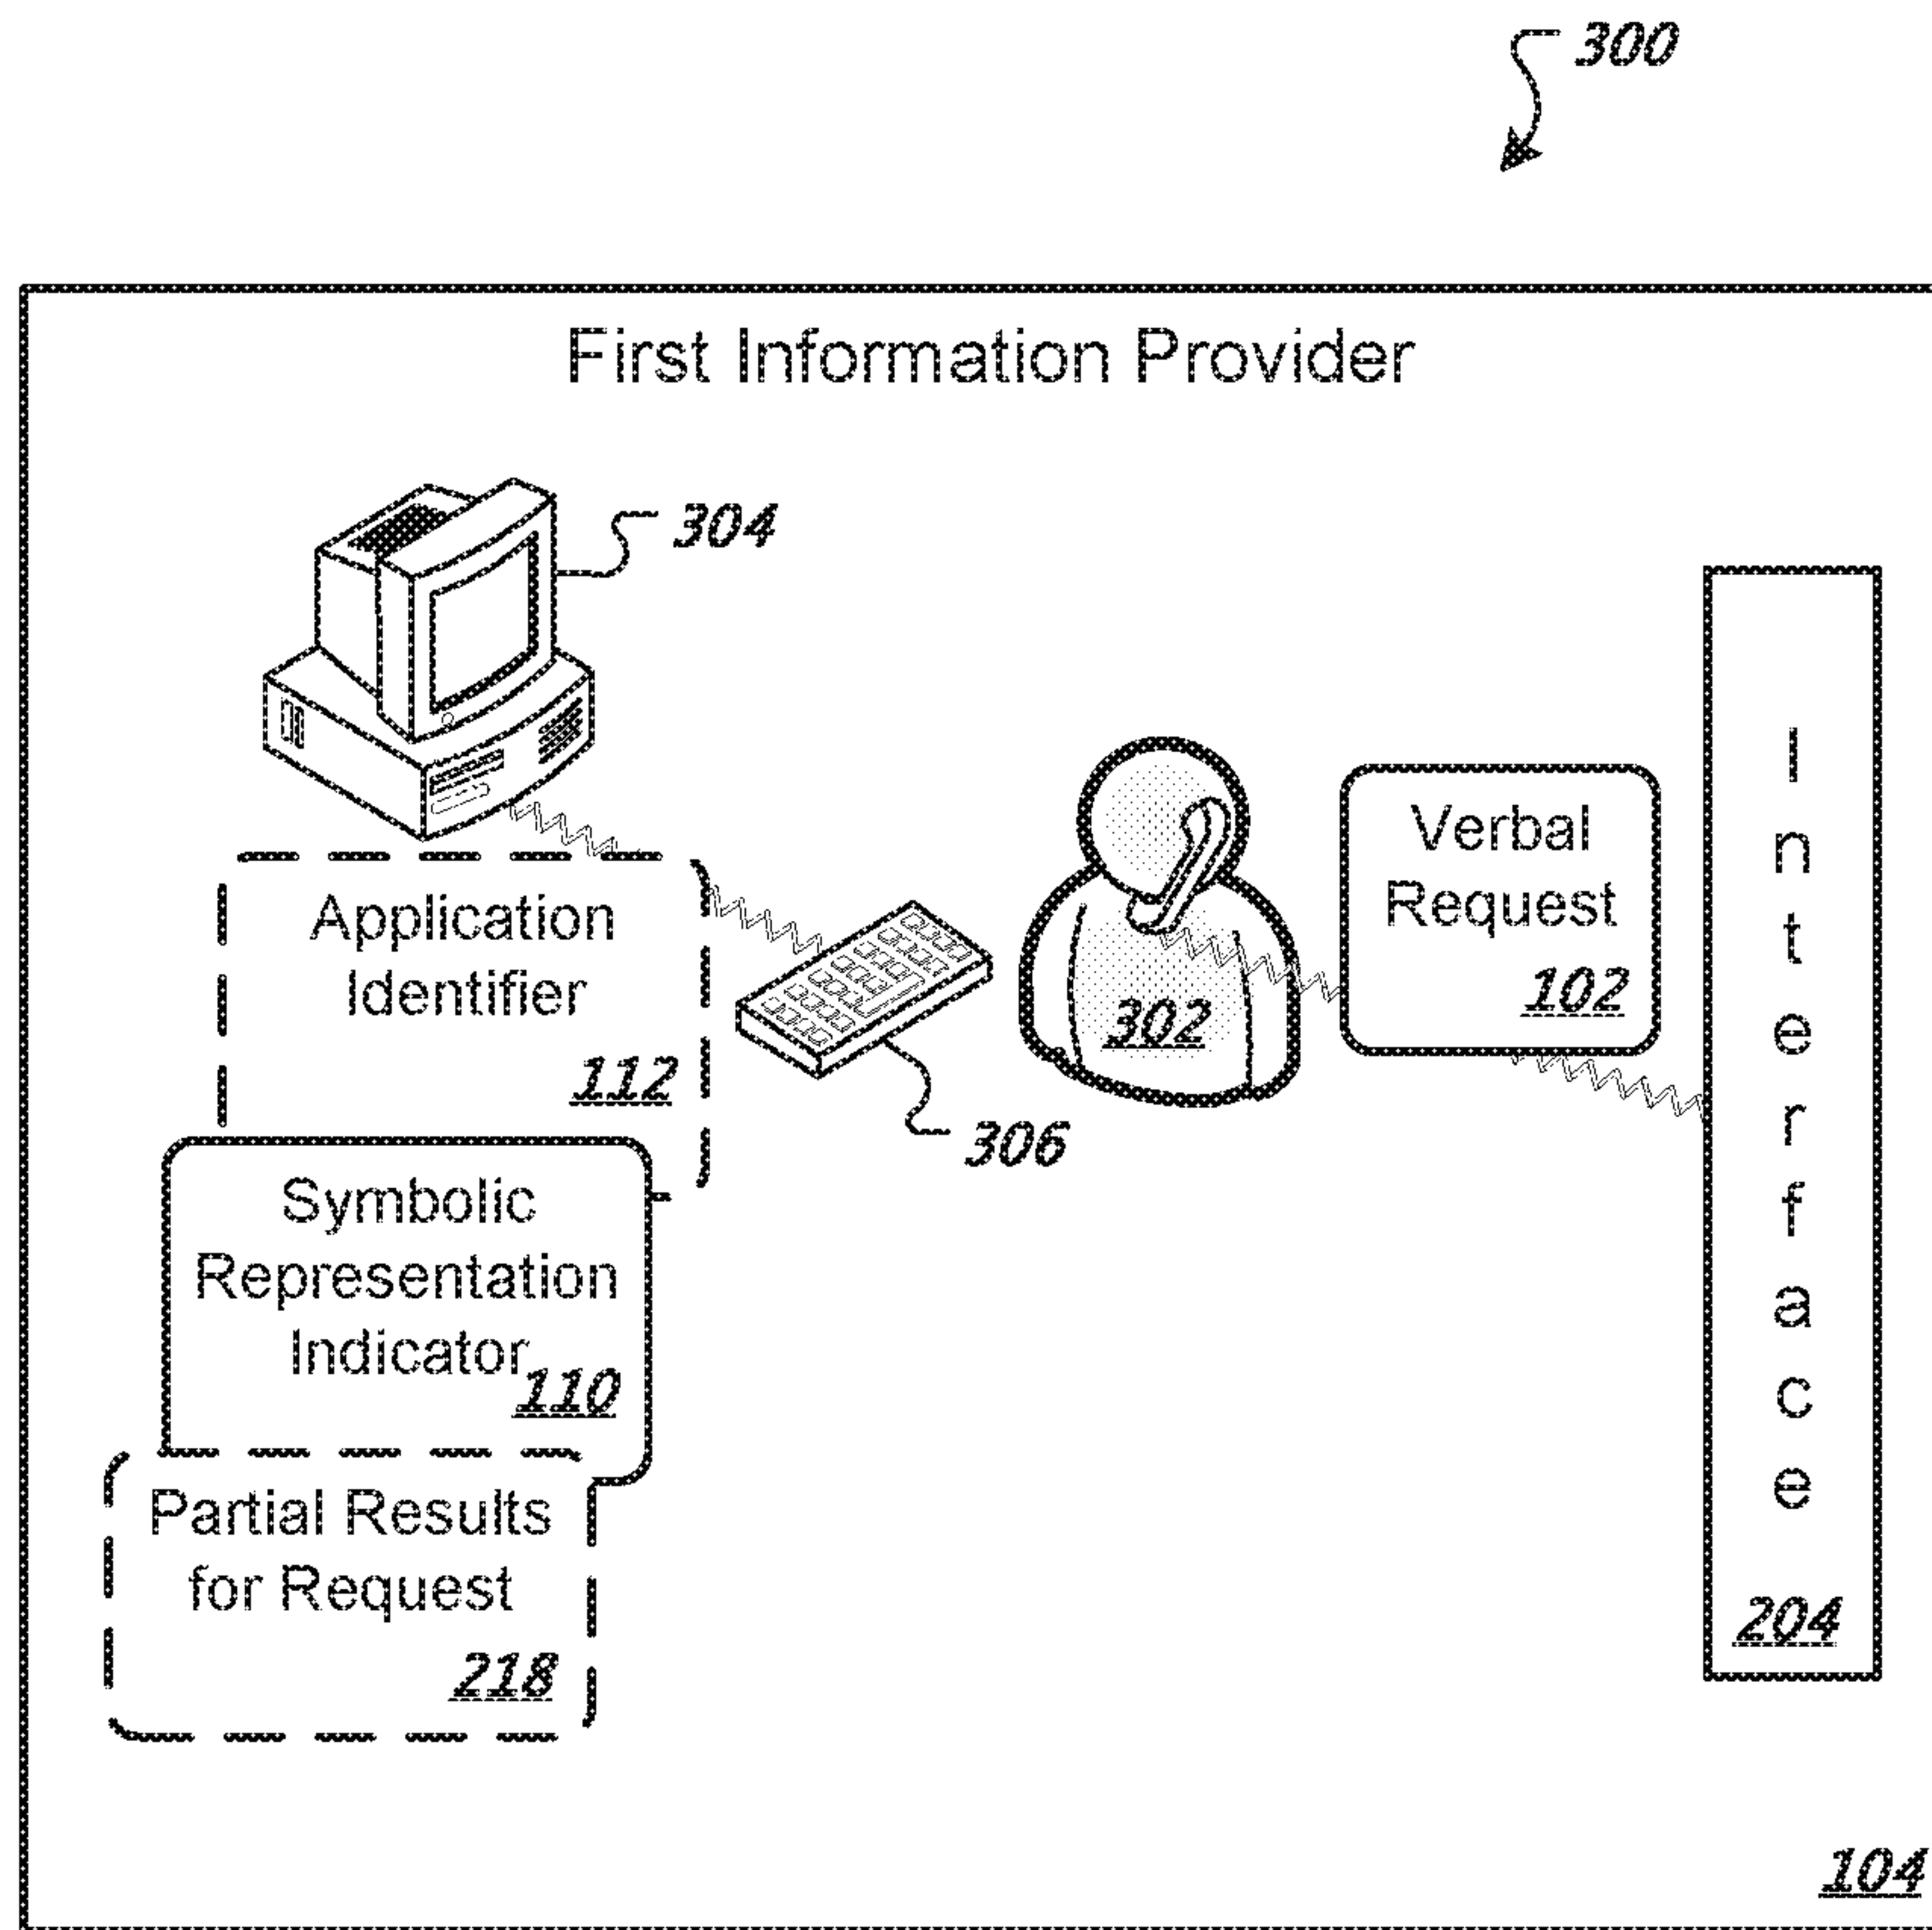 300
First Information Provider
304
Application
Identifier
112
306
302
Verbal
Request
102
Symbolic
Representation
Indicator
110
Partial Results
for Request
218
Interface
204
104